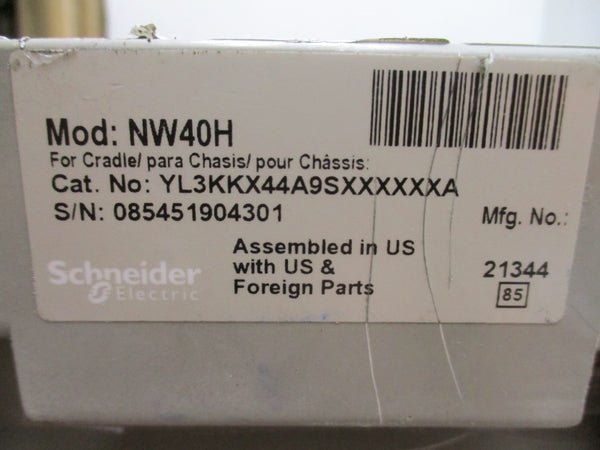 Mod: NW40H
For Cradle/ para Chasis/ pour Châssis:
Cat. No: YL3KKX44A9SXXXXXXA
S/N: 085451904301
Mfg. No.:
Assembled in US
with US &
Foreign Parts
21344
85
Schneider
Electric